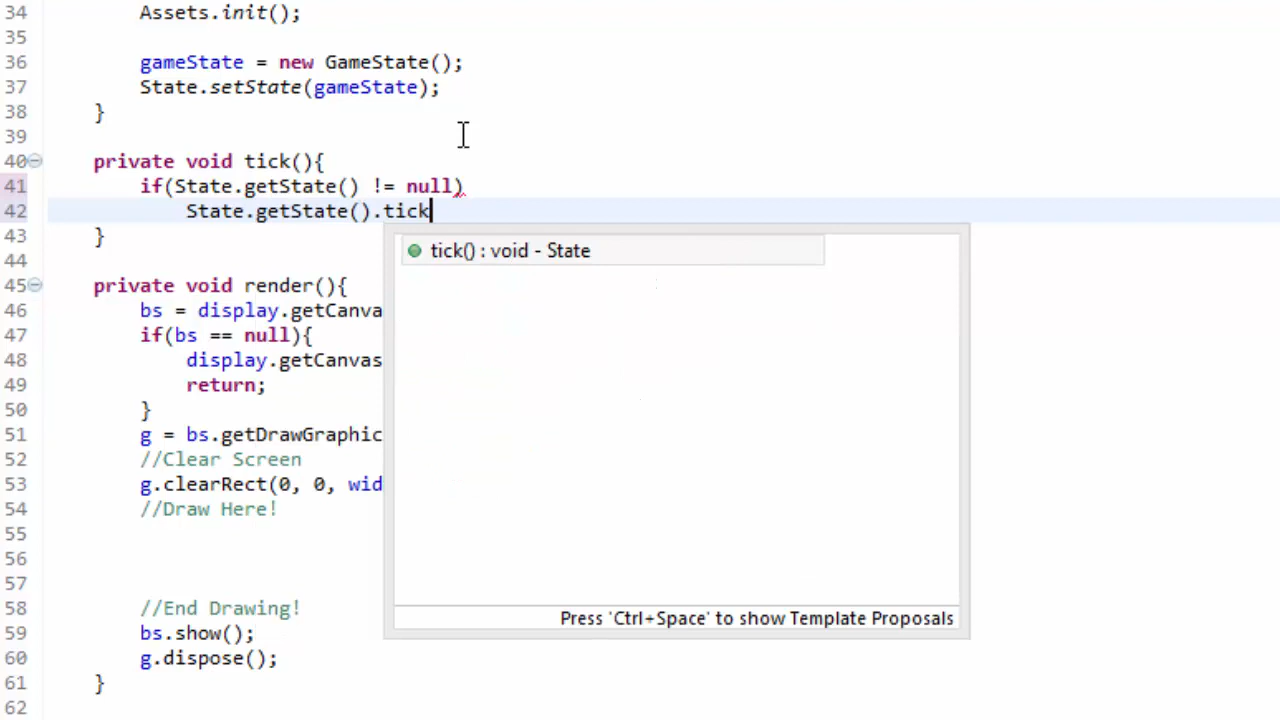 34 Assets.init();
35
36 gameState = new GameState();
37 State.setState(gameState);
38 }
39
40 private void tick(){
41 if(State.getState() != null)
42 State.getState().tick
43 }
44
45 private void render(){
46 bs = display.getCanva
47 if(bs == null){
48 display.getCanvas
49 return;
50 }
51 g = bs.getDrawGraphic
52 //Clear Screen
53 g.clearRect(0, 0, wid
54 //Draw Here!
55
56
57
58 //End Drawing!
59 bs.show();
60 g.dispose();
61 }
62
tick() : void - State
Press 'Ctrl+Space' to show Template Proposals